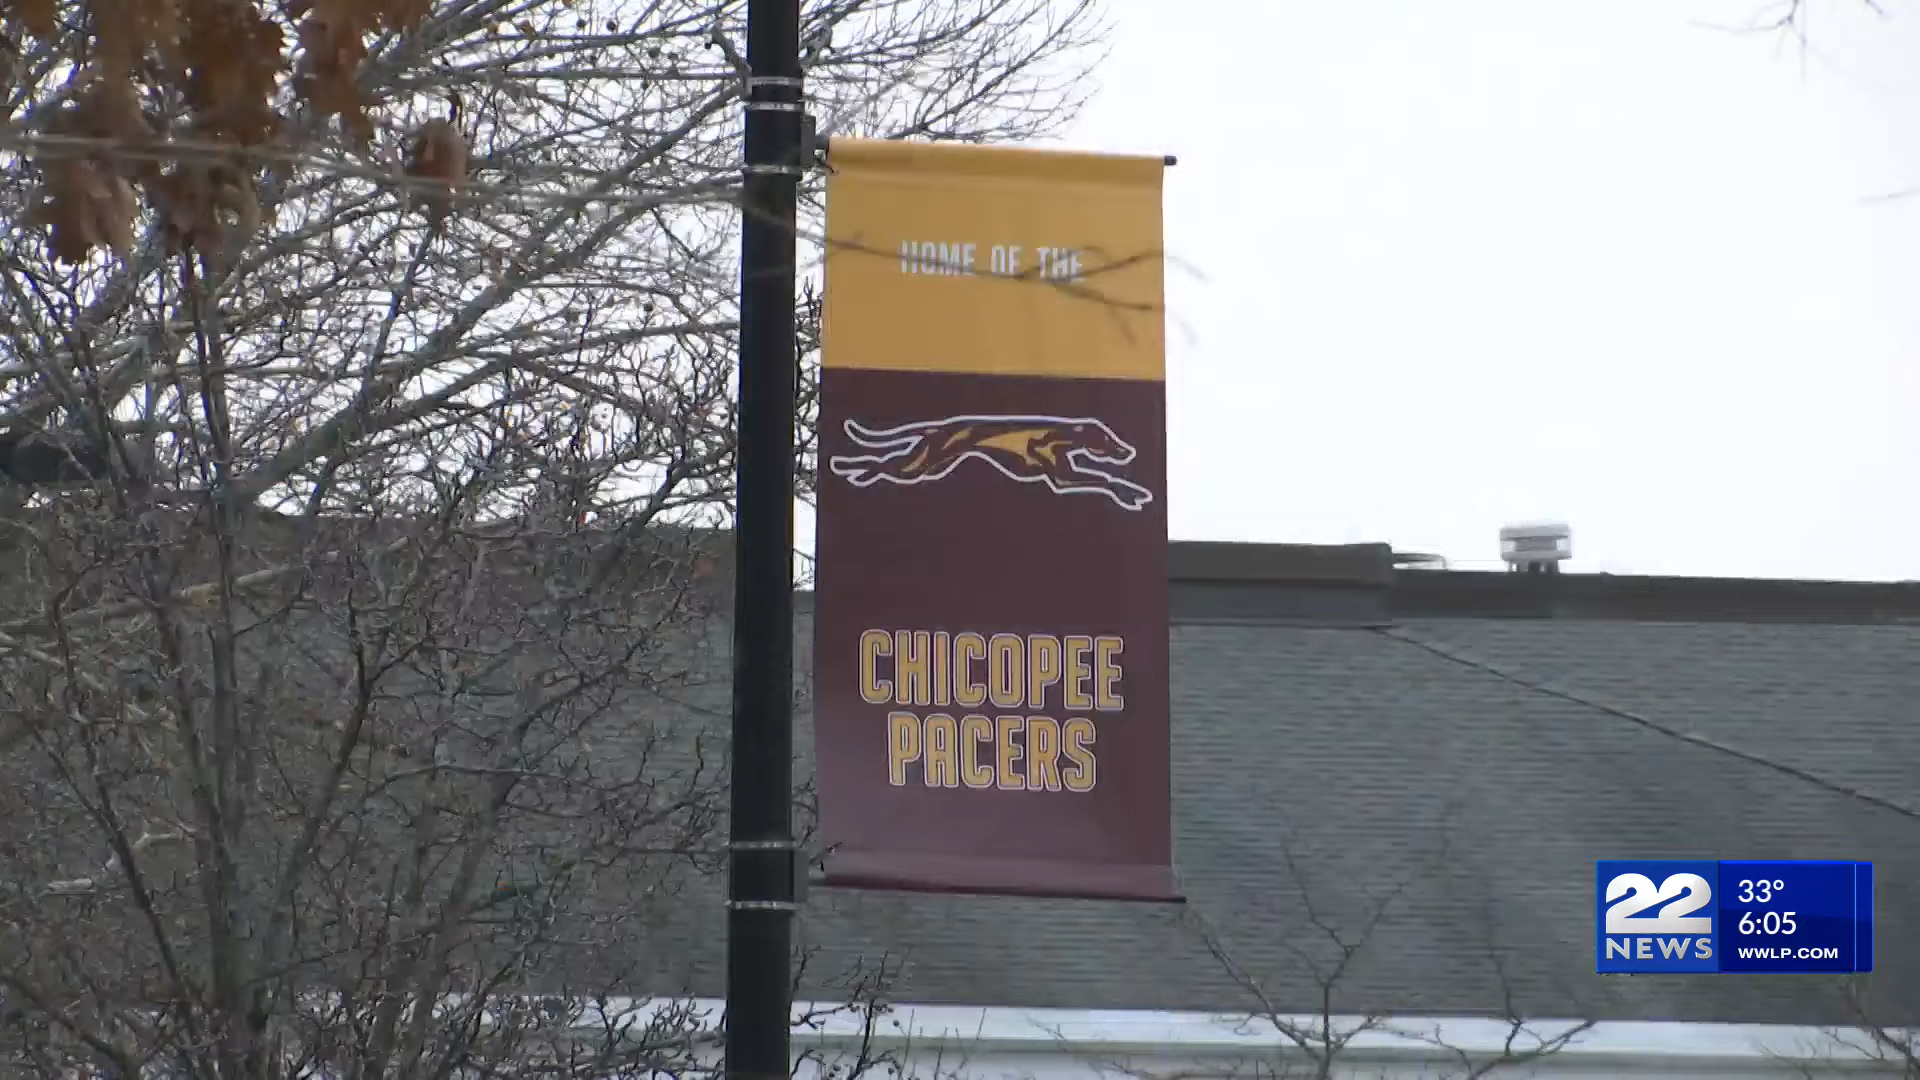 HOME OF THE
CHICOPEE
PACERS
22
NEWS
33°
6:05
WWLP.COM